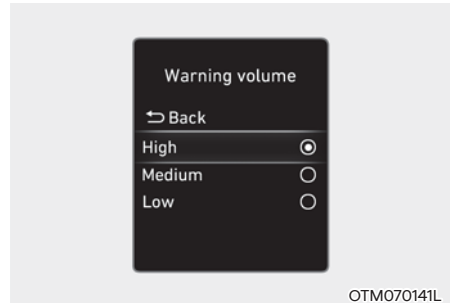 Warning volume
Back
High
Medium
Low
OTM070141L